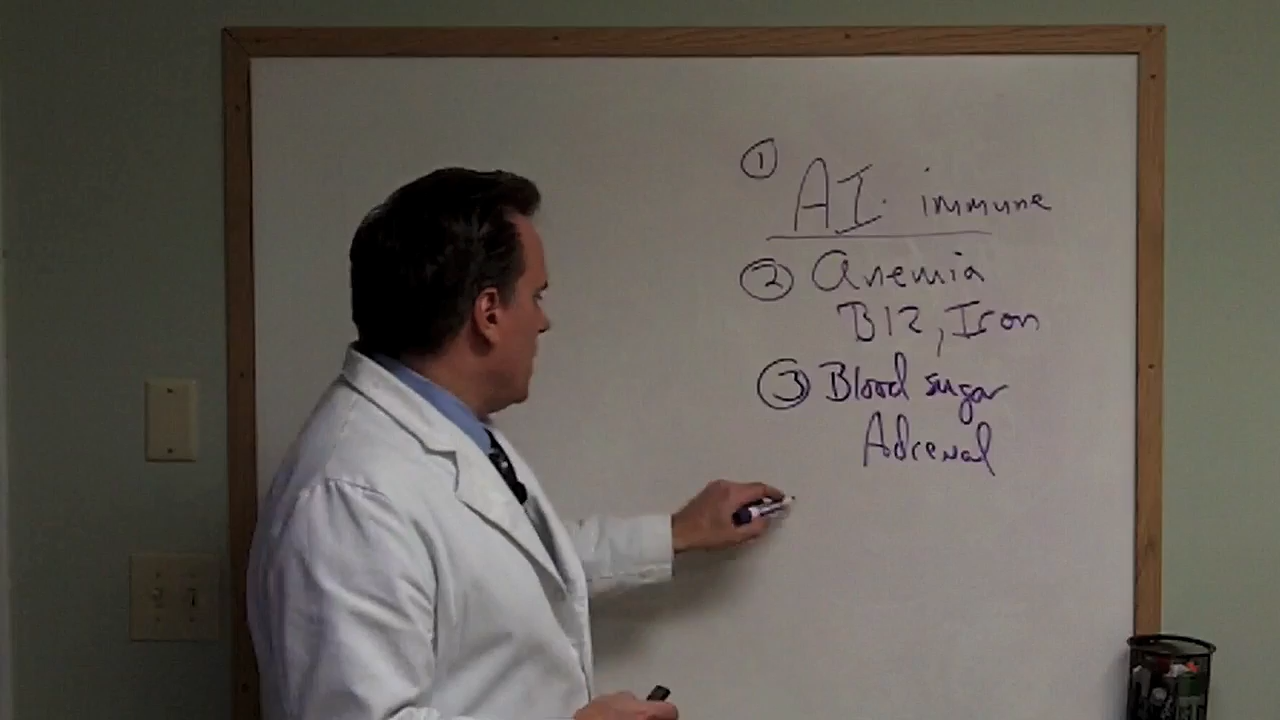 ① AI. immune
② Anemia
B12, Iron
③ Blood sugar
Adrenal